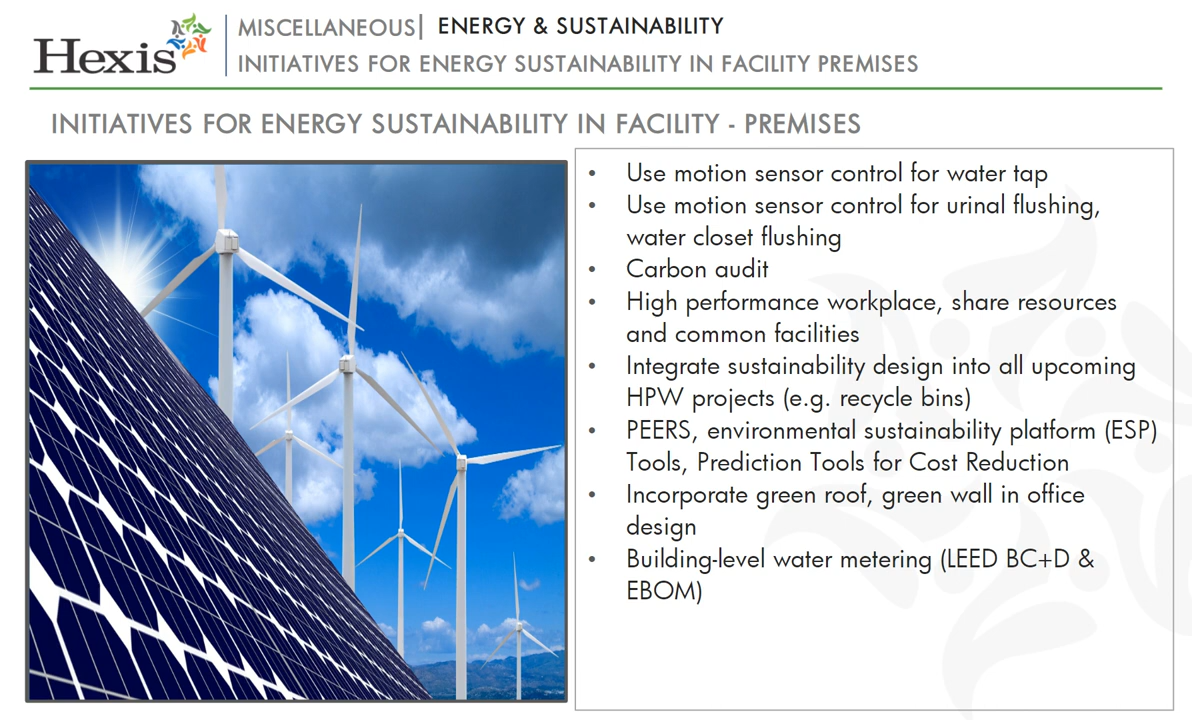 Hexis
MISCELLANEOUS| ENERGY & SUSTAINABILITY
INITIATIVES FOR ENERGY SUSTAINABILITY IN FACILITY PREMISES
INITIATIVES FOR ENERGY SUSTAINABILITY IN FACILITY - PREMISES
• Use motion sensor control for water tap
• Use motion sensor control for urinal flushing,
water closet flushing
• Carbon audit
• High performance workplace, share resources
and common facilities
• Integrate sustainability design into all upcoming
HPW projects (e.g. recycle bins)
• PEERS, environmental sustainability platform (ESP)
Tools, Prediction Tools for Cost Reduction
• Incorporate green roof, green wall in office
design
• Building-level water metering (LEED BC+D &
EBOM)